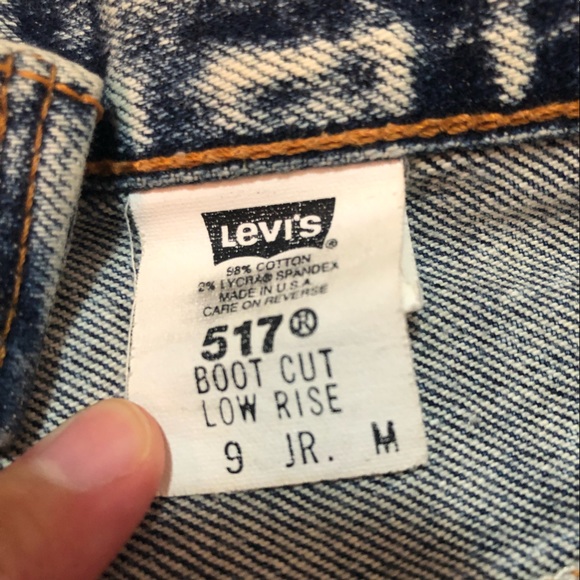 Levi's®
98% COTTON
2% LYCRA® SPANDEX
MADE IN U.S.A
CARE ON REVERSE
517®
BOOT CUT
LOW RISE
9 JR. M